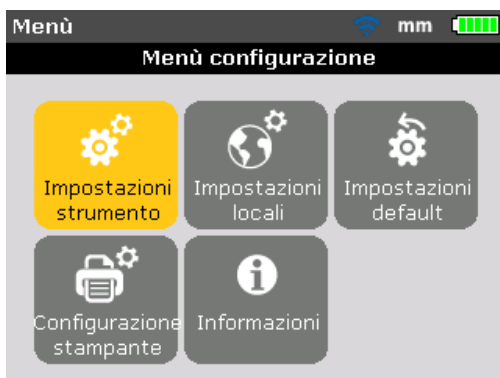 Menù mm
Menù configurazione
Impostazioni strumento
Impostazioni locali
Impostazioni default
Configurazione stampante
Informazioni